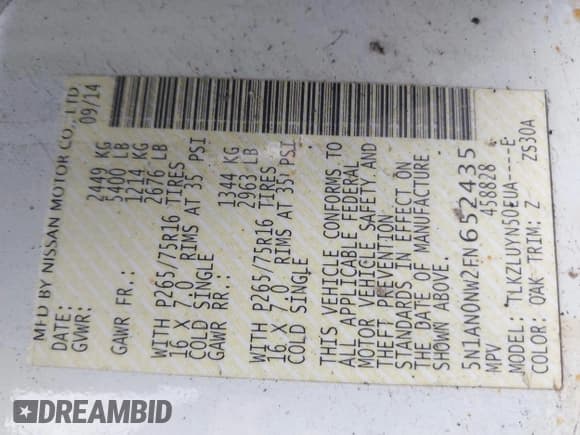 MFD BY NISSAN MOTOR CO., LTD
DATE: 09/14
GVWR: 2449 KG
5400 LB
GAWR FR.: 1214 KG
2676 LB
WITH P265/75R16 TIRES
16 X 7.0 RIMS AT 35 PSI
COLD SINGLE
GAWR RR.: 1344 KG
2963 LB
WITH P265/75R16 TIRES
16 X 7.0 RIMS AT 35 PSI
COLD SINGLE
THIS VEHICLE CONFORMS TO
ALL APPLICABLE FEDERAL
MOTOR VEHICLE SAFETY AND
THEFT PREVENTION
STANDARDS IN EFFECT ON
THE DATE OF MANUFACTURE
SHOWN ABOVE.
5N1AN0NW2FN652435
MPV 458828
MODEL: TLKZLUYN50EUA----E-
COLOR: QAK TRIM: Z ZS30A
DREAMBID